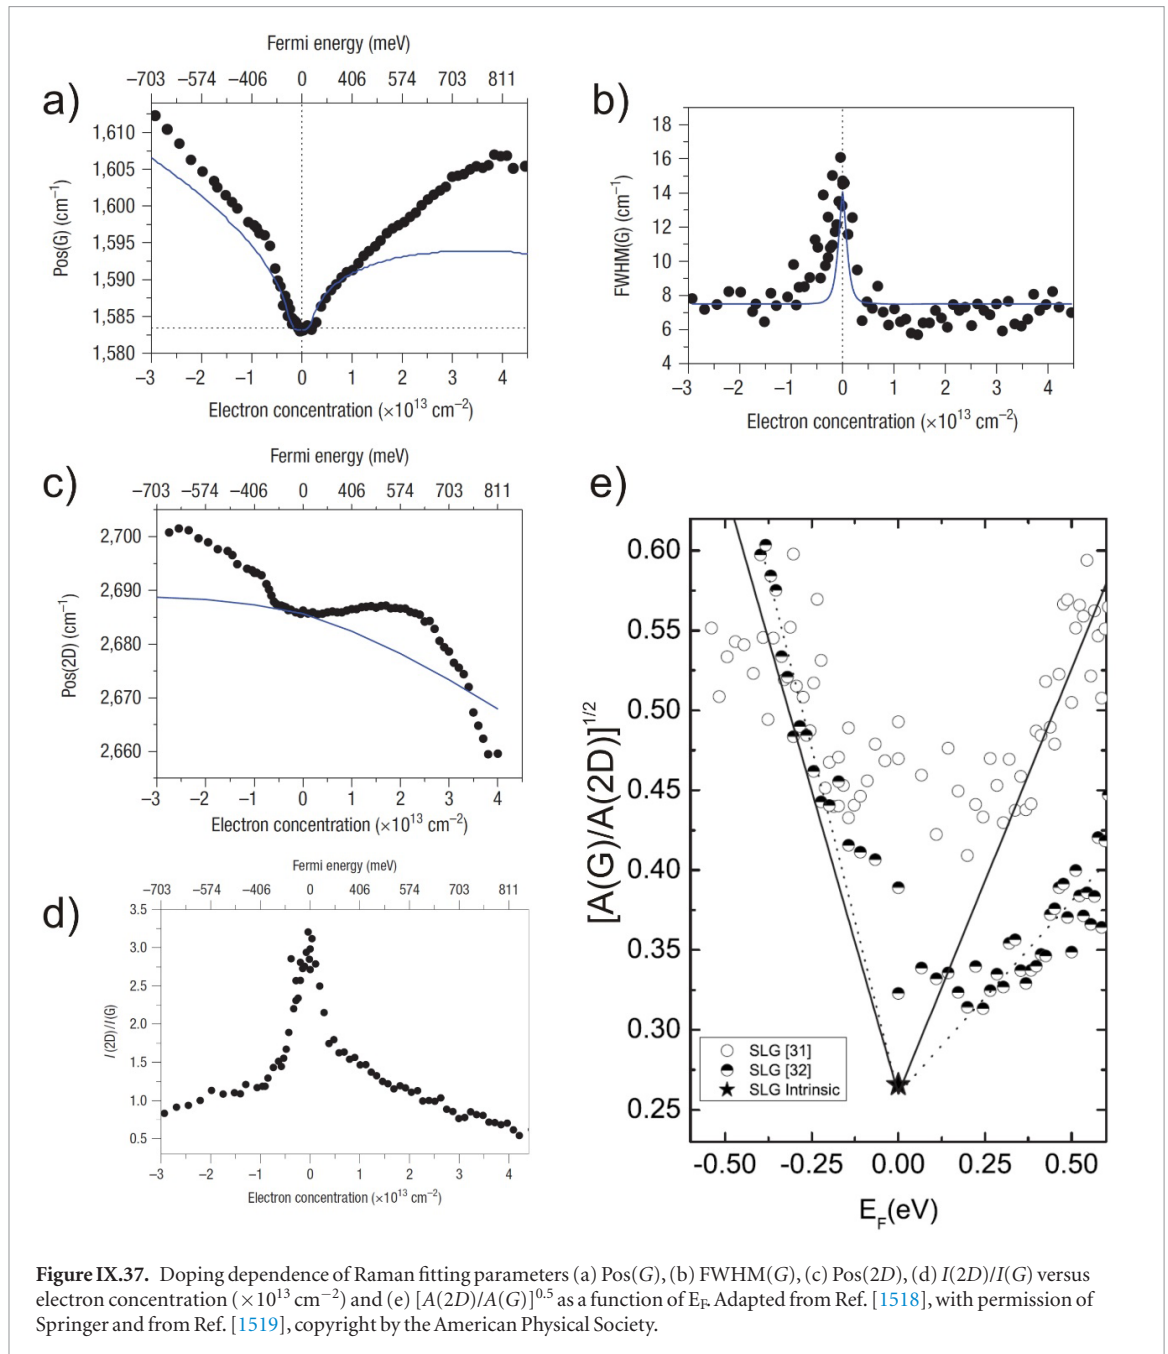 a)
Fermi energy (meV)
−703 −574 −406 0 406 574 703 811
1,610
1,605
1,600
1,595
1,590
1,585
1,580
Pos(G) (cm−1)
−3 −2 −1 0 1 2 3 4
Electron concentration (×10^13 cm−2)
b)
18
16
14
12
10
8
6
4
FWHM(G) (cm−1)
−3 −2 −1 0 1 2 3 4
Electron concentration (×10^13 cm−2)
c)
Fermi energy (meV)
−703 −574 −406 0 406 574 703 811
2,700
2,690
2,680
2,670
2,660
Pos(2D) (cm−1)
−3 −2 −1 0 1 2 3 4
Electron concentration (×10^13 cm−2)
d)
Fermi energy (meV)
−703 −574 −406 0 406 574 703 811
3.5
3.0
2.5
2.0
1.5
1.0
0.5
I(2D)/I(G)
−3 −2 −1 0 1 2 3 4
Electron concentration (×10^13 cm−2)
e)
0.60
0.55
0.50
0.45
0.40
0.35
0.30
0.25
[A(G)/A(2D)]^1/2
SLG [31]
SLG [32]
SLG Intrinsic
-0.50 -0.25 0.00 0.25 0.50
E_F(eV)
Figure IX.37. Doping dependence of Raman fitting parameters (a) Pos(G), (b) FWHM(G), (c) Pos(2D), (d) I(2D)/I(G) versus
electron concentration (×10^13 cm−2) and (e) [A(2D)/A(G)]^0.5 as a function of E_F. Adapted from Ref. [1518], with permission of
Springer and from Ref. [1519], copyright by the American Physical Society.